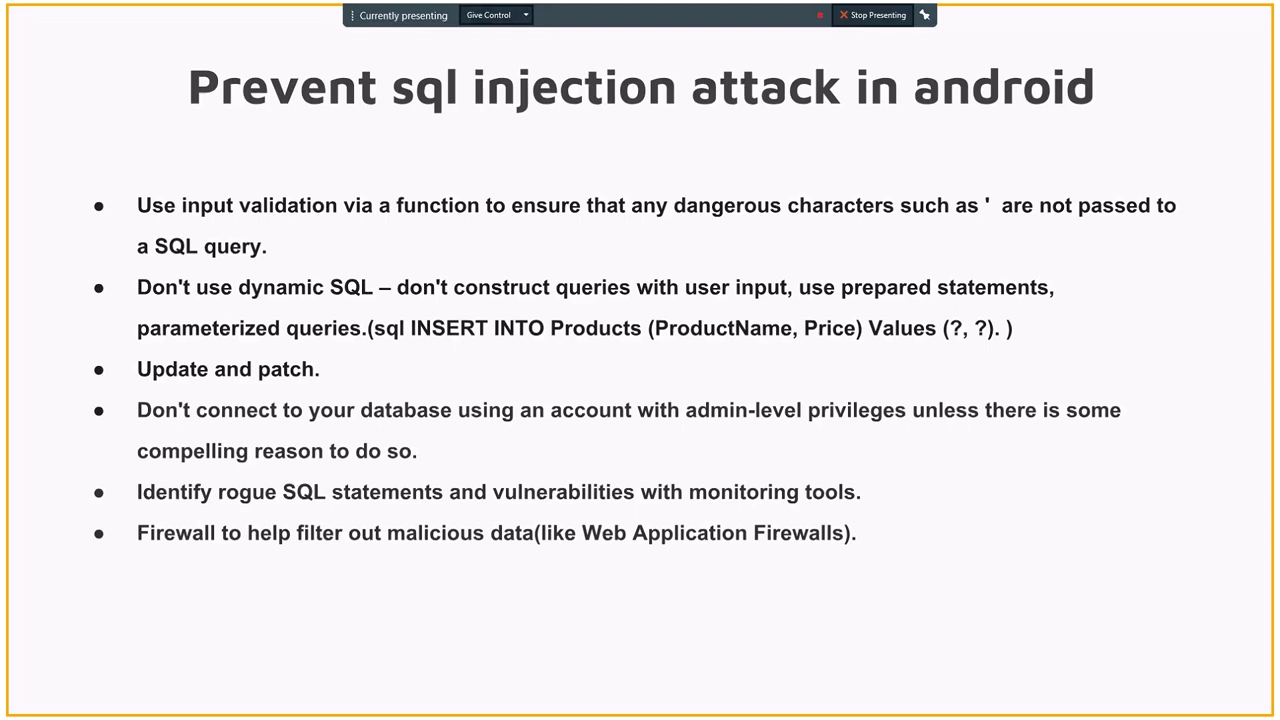 Currently presenting
Give Control
Stop Presenting
Prevent sql injection attack in android
● Use input validation via a function to ensure that any dangerous characters such as ' are not passed to
a SQL query.
● Don't use dynamic SQL – don't construct queries with user input, use prepared statements,
parameterized queries.(sql INSERT INTO Products (ProductName, Price) Values (?, ?). )
● Update and patch.
● Don't connect to your database using an account with admin-level privileges unless there is some
compelling reason to do so.
● Identify rogue SQL statements and vulnerabilities with monitoring tools.
● Firewall to help filter out malicious data(like Web Application Firewalls).